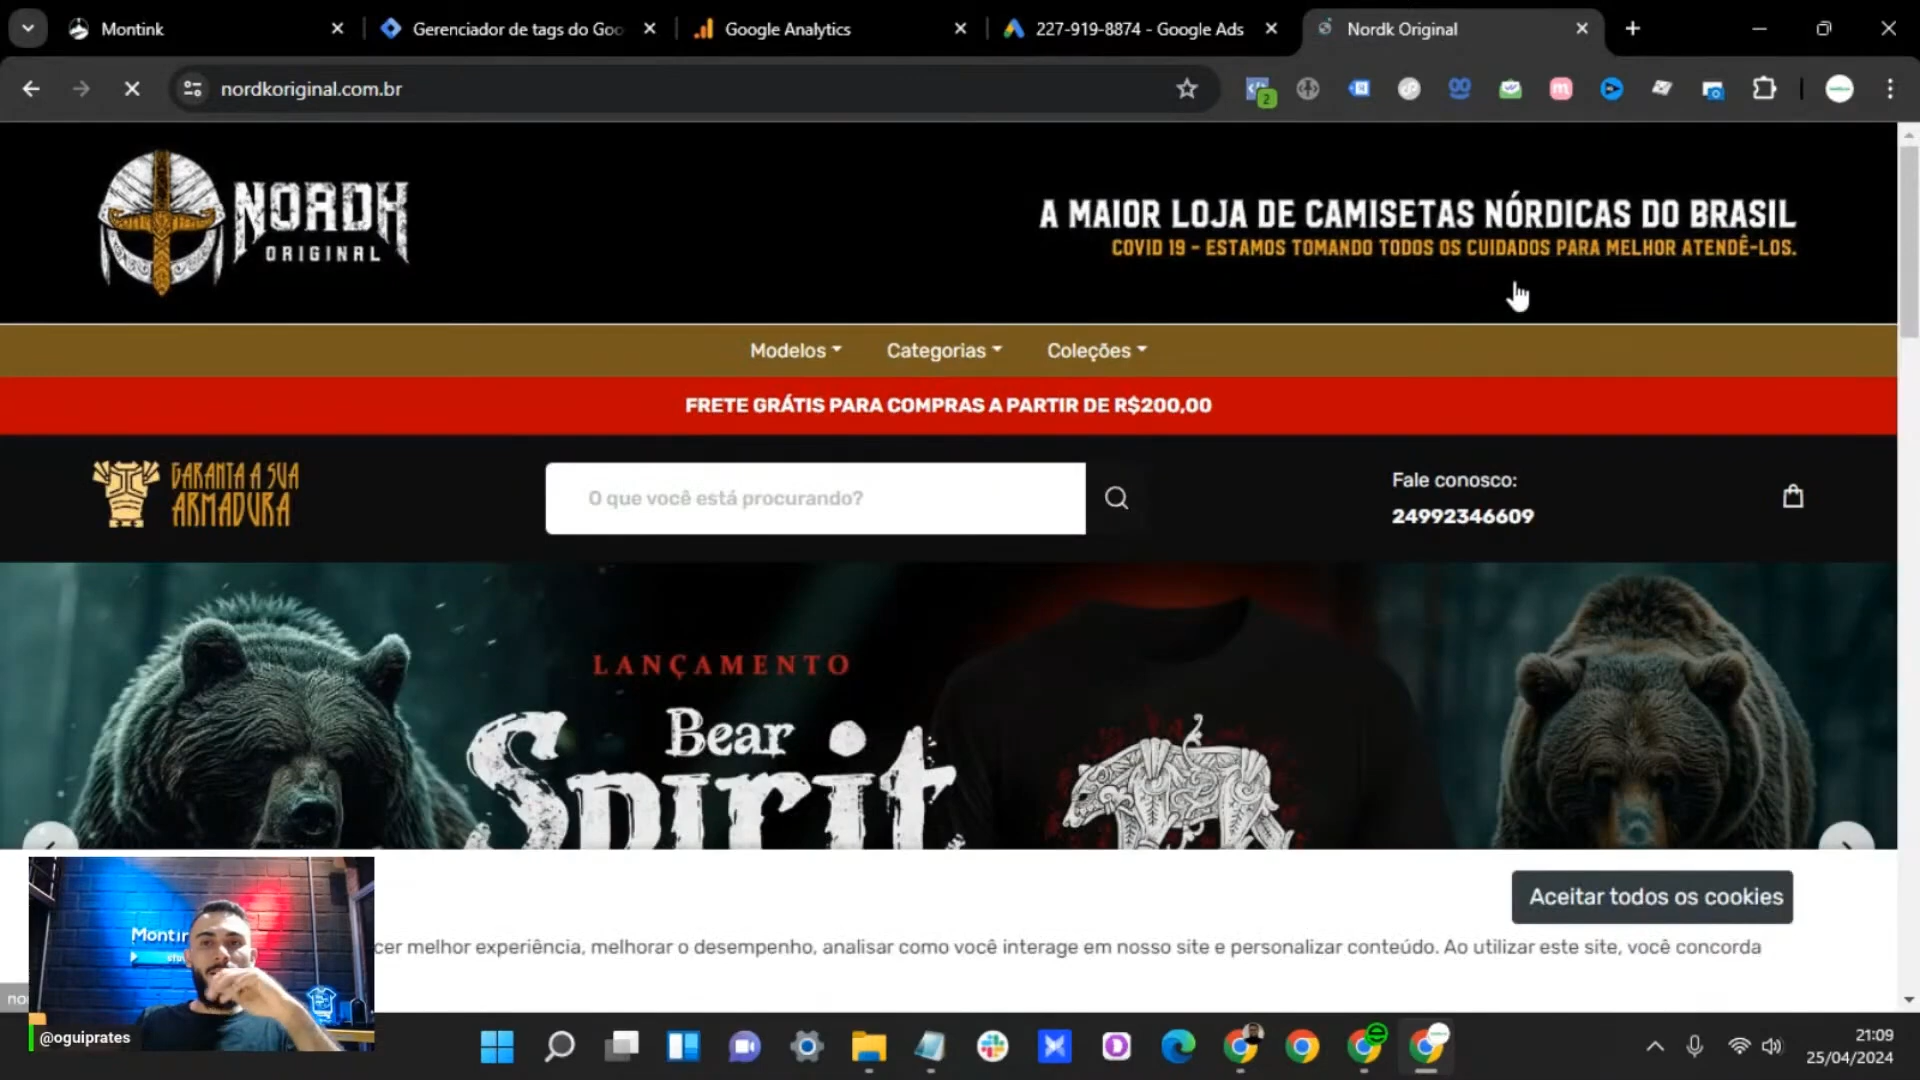 Montink
Gerenciador de tags do Goo
Google Analytics
227-919-8874 - Google Ads
Nordk Original
nordkoriginal.com.br
2
NORDK
ORIGINAL
A MAIOR LOJA DE CAMISETAS NÓRDICAS DO BRASIL
COVID 19 - ESTAMOS TOMANDO TODOS OS CUIDADOS PARA MELHOR ATENDÊ-LOS.
Modelos
Categorias
Coleções
FRETE GRÁTIS PARA COMPRAS A PARTIR DE R$200,00
GARANTA A SUA
ARMADURA
O que você está procurando?
Fale conosco:
24992346609
LANÇAMENTO
Bear
Spirit
Aceitar todos os cookies
cer melhor experiência, melhorar o desempenho, analisar como você interage em nosso site e personalizar conteúdo. Ao utilizar este site, você concorda
@oguiprates
21:09
25/04/2024